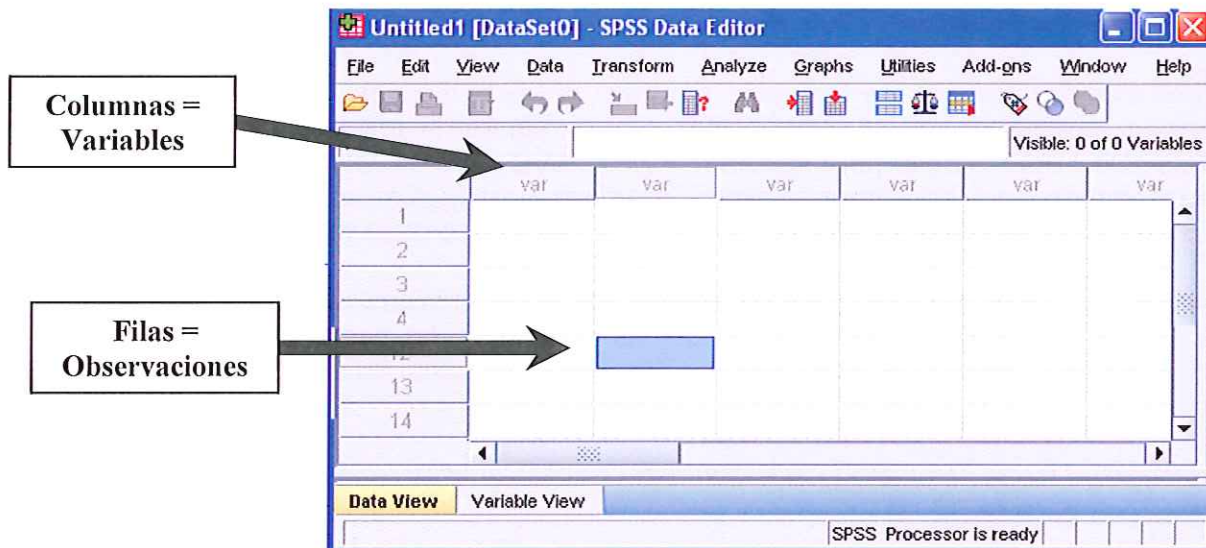 Untitled1 [DataSet0] - SPSS Data Editor
File Edit View Data Transform Analyze Graphs Utilities Add-ons Window Help
Visible: 0 of 0 Variables
Columnas =
Variables
var var var var var var
1
2
3
4
12
13
14
Filas =
Observaciones
Data View Variable View
SPSS Processor is ready